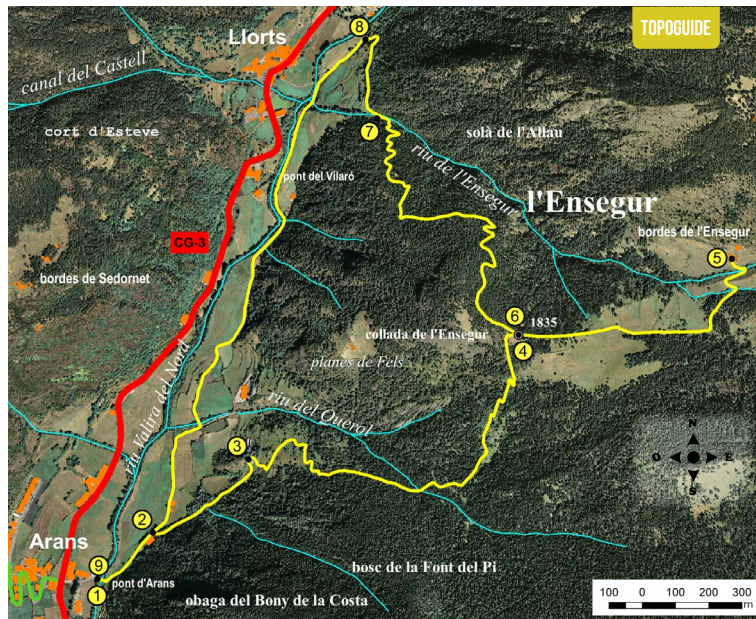 TOPOGUIDE
8
Llorts
canal del Castell
cort d'Esteve
7
solà de l'Allau
riu de l'Ensegur
pont del Vilaró
l'Ensegur
bordes de l'Ensegur
CG-3
5
bordes de Sedornet
6
1835
collada de l'Ensegur
4
planes de Fels
riu Valira del Nord
riu del Querol
3
N
O E
S
2
Arans
9
pont d'Arans
1
bosc de la Font del Pi
obaga del Bony de la Costa
100 0 100 200 300
m